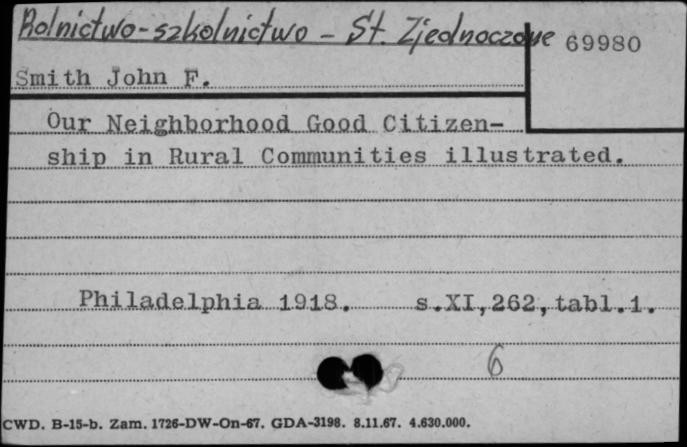 Rolnictwo-szkolnictwo - St. Zjednoczone
69980
Smith John F.
Our Neighborhood Good Citizen-
ship in Rural Communities illustrated.
Philadelphia 1918. s.XI,262,tabl.1.
6
CWD. B-15-b. Zam. 1726-DW-On-67. GDA-3198. 8.11.67. 4.630.000.